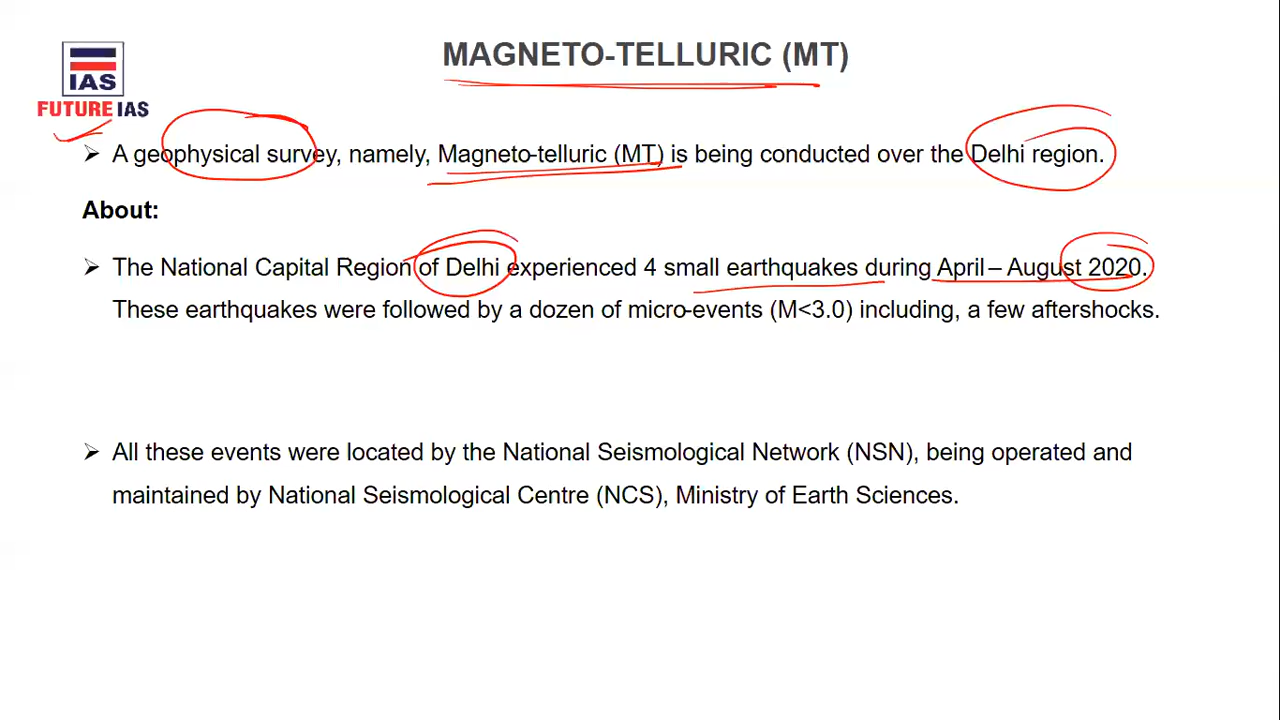 MAGNETO-TELLURIC (MT)
IAS
FUTURE IAS
➢ A geophysical survey, namely, Magneto-telluric (MT) is being conducted over the Delhi region.
About:
➢ The National Capital Region of Delhi experienced 4 small earthquakes during April – August 2020.
These earthquakes were followed by a dozen of micro-events (M<3.0) including, a few aftershocks.
➢ All these events were located by the National Seismological Network (NSN), being operated and
maintained by National Seismological Centre (NCS), Ministry of Earth Sciences.